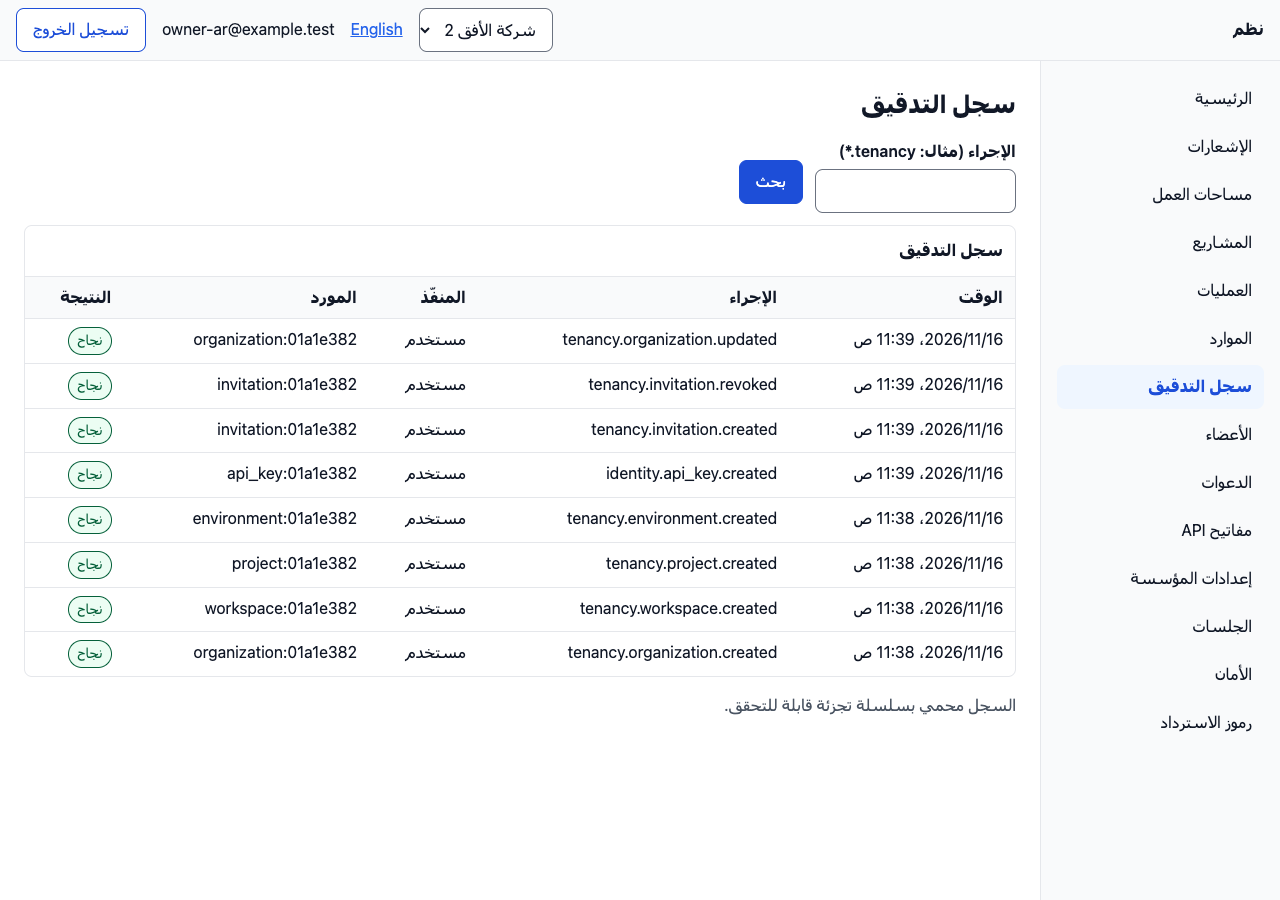 نظم
شركة الأفق 2
English
owner-ar@example.test
تسجيل الخروج
الرئيسية
الإشعارات
مساحات العمل
المشاريع
العمليات
الموارد
سجل التدقيق
الأعضاء
الدعوات
مفاتيح API
إعدادات المؤسسة
الجلسات
الأمان
رموز الاسترداد
سجل التدقيق
الإجراء (مثال: tenancy.*)
بحث
سجل التدقيق
الوقت الإجراء المنفّذ المورد النتيجة
2026/11/16، 11:39 ص tenancy.organization.updated مستخدم organization:01a1e382 نجاح
2026/11/16، 11:39 ص tenancy.invitation.revoked مستخدم invitation:01a1e382 نجاح
2026/11/16، 11:39 ص tenancy.invitation.created مستخدم invitation:01a1e382 نجاح
2026/11/16، 11:39 ص identity.api_key.created مستخدم api_key:01a1e382 نجاح
2026/11/16، 11:38 ص tenancy.environment.created مستخدم environment:01a1e382 نجاح
2026/11/16، 11:38 ص tenancy.project.created مستخدم project:01a1e382 نجاح
2026/11/16، 11:38 ص tenancy.workspace.created مستخدم workspace:01a1e382 نجاح
2026/11/16، 11:38 ص tenancy.organization.created مستخدم organization:01a1e382 نجاح
السجل محمي بسلسلة تجزئة قابلة للتحقق.